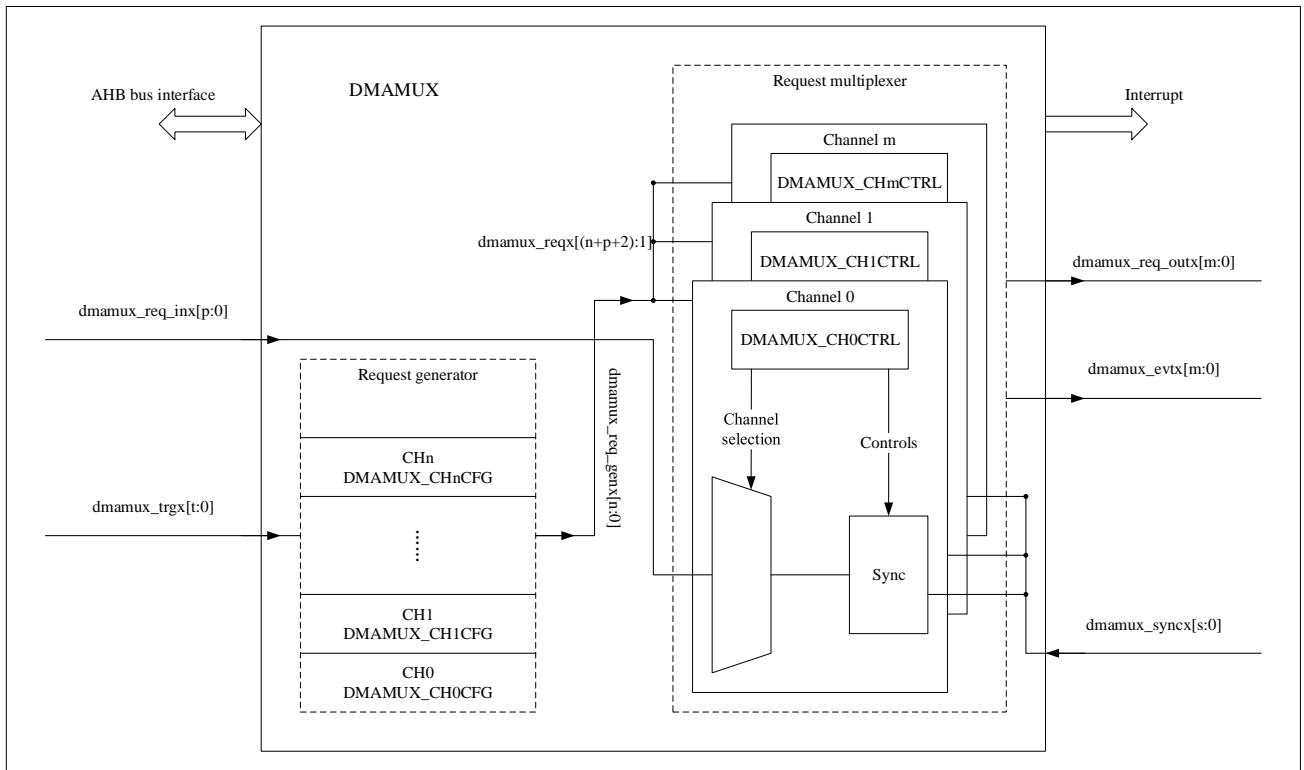 DMAMUX
Request multiplexer
AHB bus interface
Interrupt
Channel m
DMAMUX_CHmCTRL
Channel 1
dmamux_reqx[(n+p+2):1]
DMAMUX_CH1CTRL
dmamux_req_outx[m:0]
Channel 0
dmamux_req_inx[p:0]
DMAMUX_CH0CTRL
Request generator
dmamux_req_genx[n:0]
dmamux_evtx[m:0]
Channel
selection
Controls
CHn
DMAMUX_CHnCFG
dmamux_trgx[t:0]
......
Sync
CH1
DMAMUX_CH1CFG
dmamux_syncx[s:0]
CH0
DMAMUX_CH0CFG